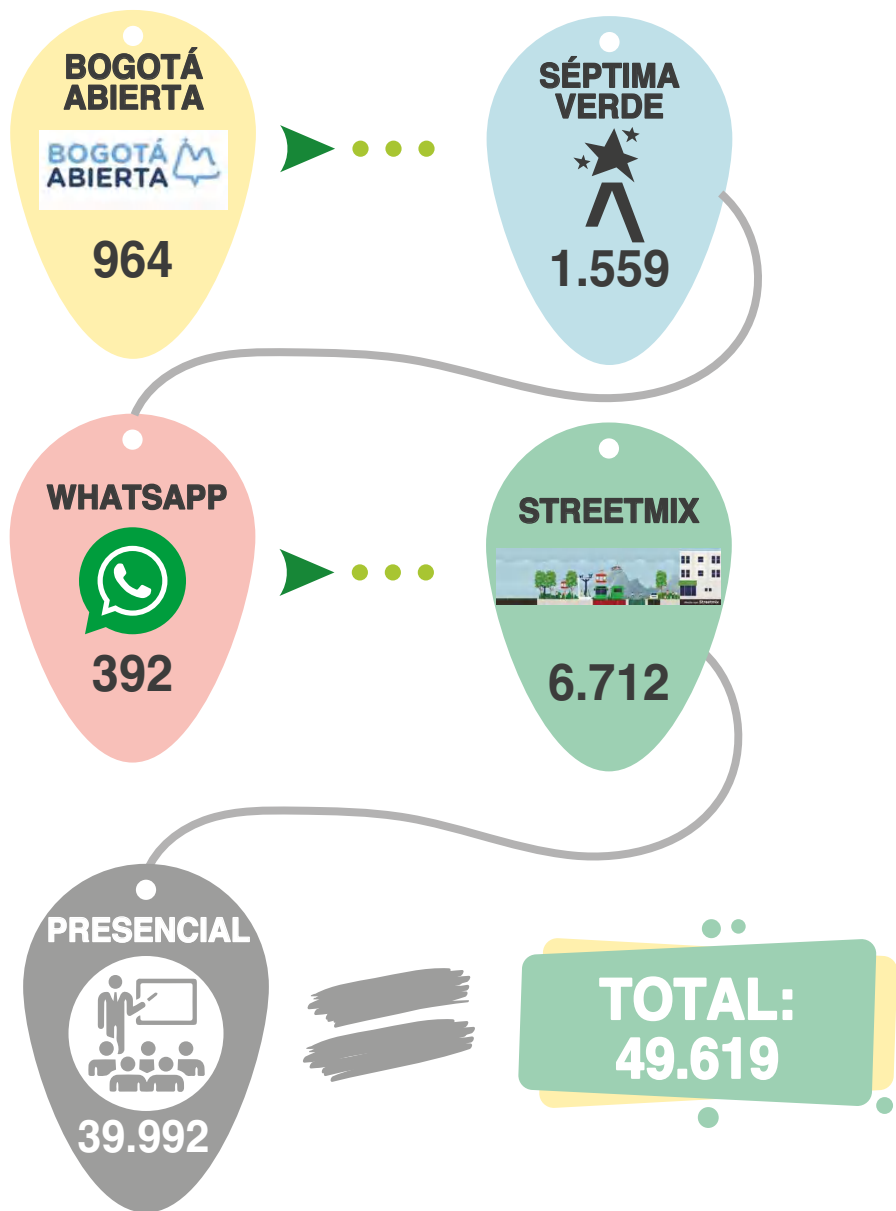 BOGOTÁ
ABIERTA
BOGOTÁ
ABIERTA
964
SÉPTIMA
VERDE
1.559
WHATSAPP
392
STREETMIX
6.712
PRESENCIAL
39.992
TOTAL:
49.619